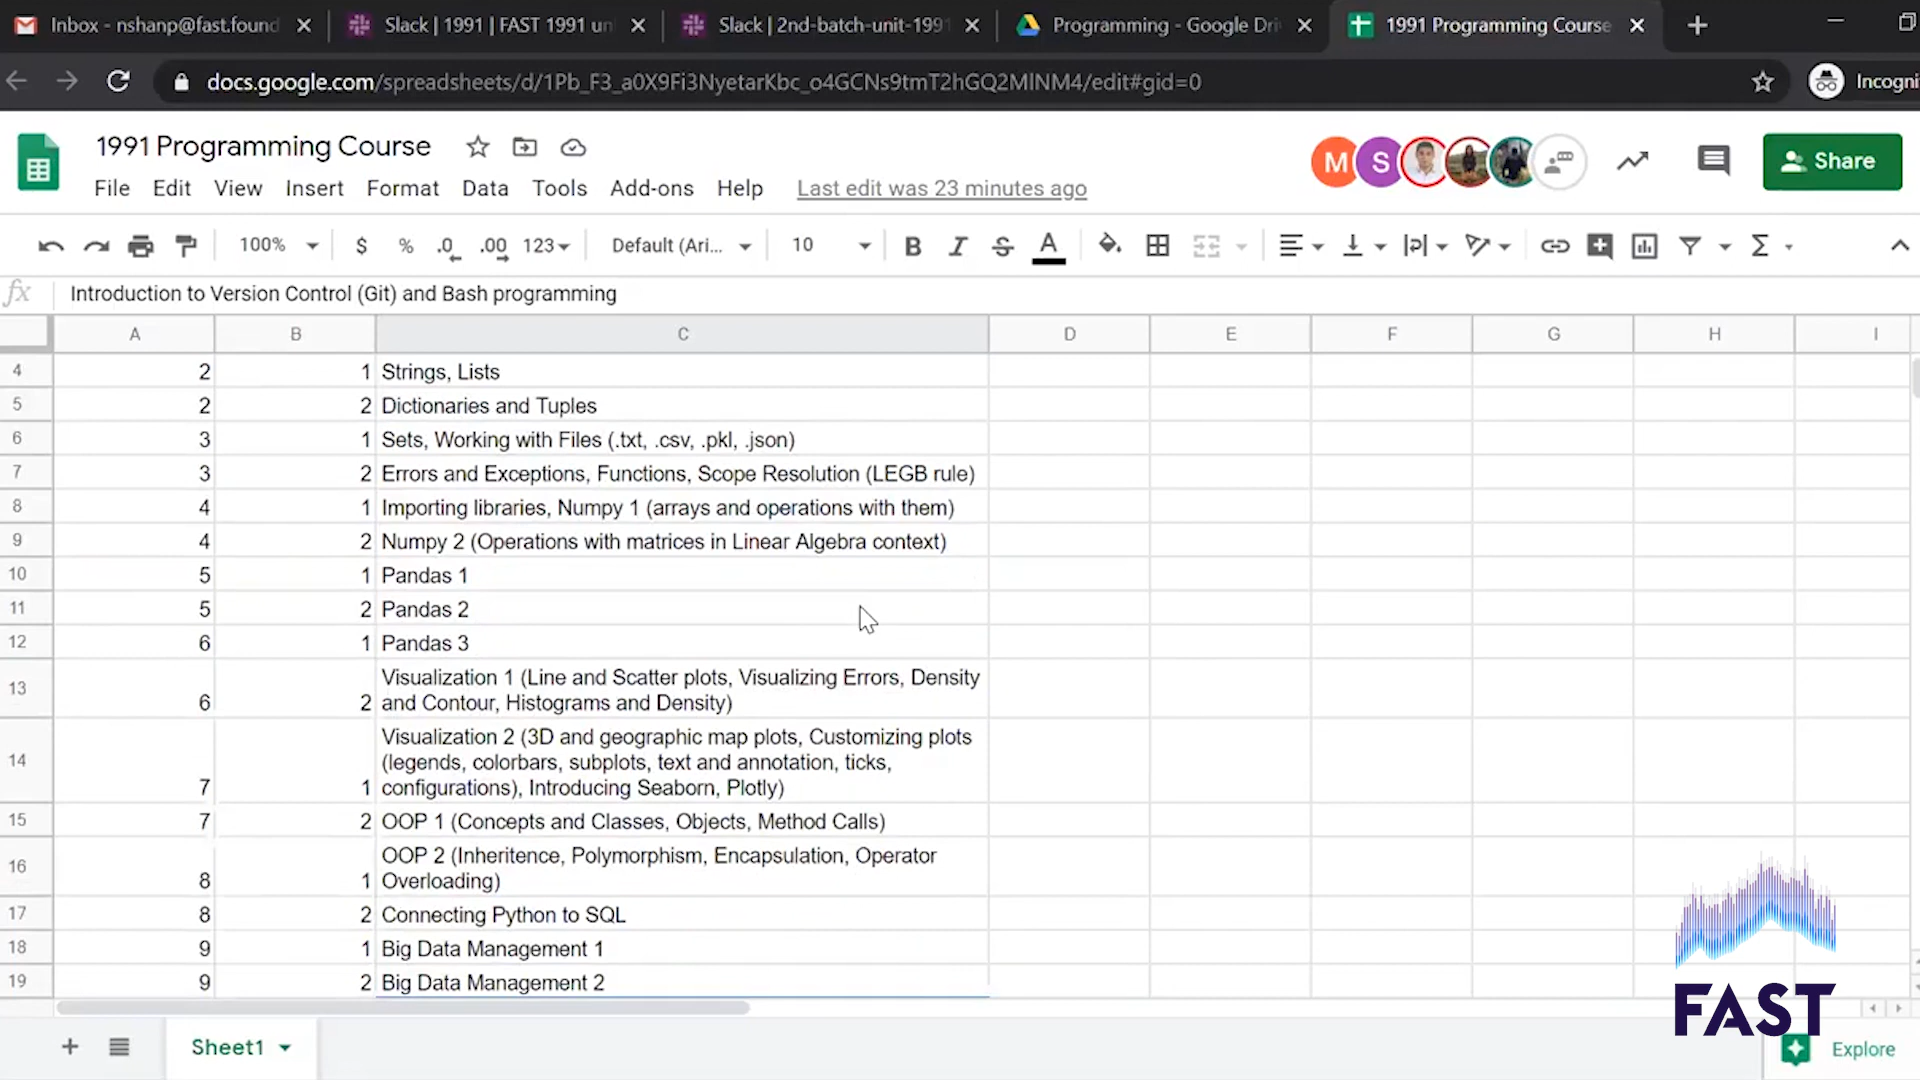 Inbox - nshanp@fast.found
Slack | 1991 | FAST 1991 un
Slack | 2nd-batch-unit-1991
Programming - Google Dri
1991 Programming Course
docs.google.com/spreadsheets/d/1Pb_F3_a0X9Fi3NyetarKbc_o4GCNs9tmT2hGQ2MlNM4/edit#gid=0
Incogni
1991 Programming Course
M S
Share
File Edit View Insert Format Data Tools Add-ons Help Last edit was 23 minutes ago
100% $ % .0 .00 123 Default (Ari... 10 B I S A Σ
fx Introduction to Version Control (Git) and Bash programming
A B C D E F G H I
4 2 1 Strings, Lists
5 2 2 Dictionaries and Tuples
6 3 1 Sets, Working with Files (.txt, .csv, .pkl, .json)
7 3 2 Errors and Exceptions, Functions, Scope Resolution (LEGB rule)
8 4 1 Importing libraries, Numpy 1 (arrays and operations with them)
9 4 2 Numpy 2 (Operations with matrices in Linear Algebra context)
10 5 1 Pandas 1
11 5 2 Pandas 2
12 6 1 Pandas 3
13 6 2 Visualization 1 (Line and Scatter plots, Visualizing Errors, Density
and Contour, Histograms and Density)
14 7 1 Visualization 2 (3D and geographic map plots, Customizing plots
(legends, colorbars, subplots, text and annotation, ticks,
configurations), Introducing Seaborn, Plotly)
15 7 2 OOP 1 (Concepts and Classes, Objects, Method Calls)
16 8 1 OOP 2 (Inheritence, Polymorphism, Encapsulation, Operator
Overloading)
17 8 2 Connecting Python to SQL
18 9 1 Big Data Management 1
19 9 2 Big Data Management 2
FAST
Sheet1
Explore